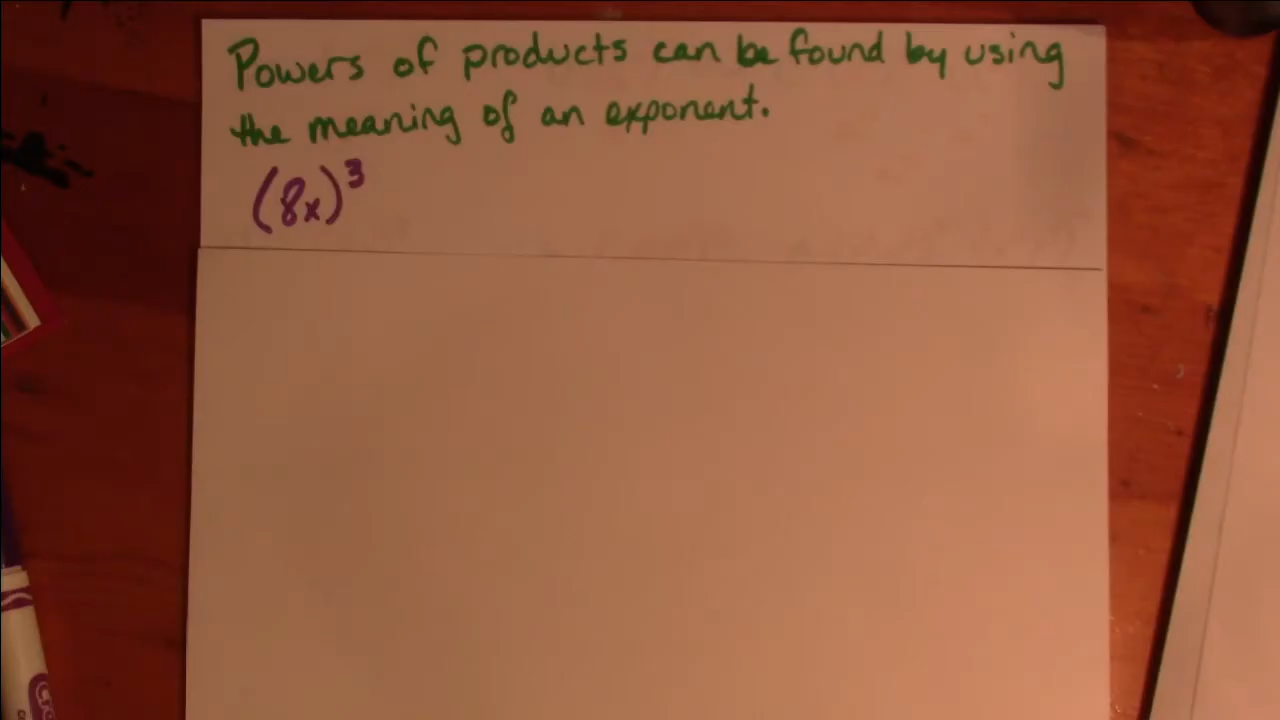 Powers of products can be found by using
the meaning of an exponent.
(8x)³